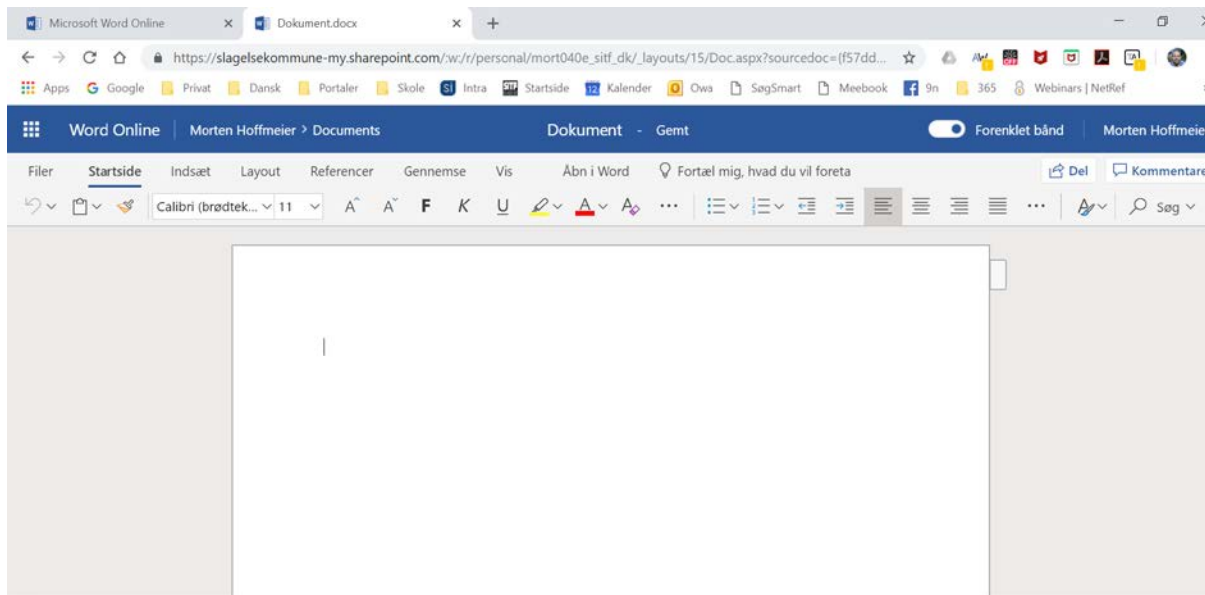 Microsoft Word Online Dokument.docx
https://slagelsekommune-my.sharepoint.com/:w:/r/personal/mort040e_sitf_dk/_layouts/15/Doc.aspx?sourcedoc={f57dd...
Apps Google Privat Dansk Portaler Skole Intra Startside Kalender Owa SøgSmart Meebook 9n 365 Webinars | NetRef
Word Online Morten Hoffmeier > Documents Dokument - Gemt Forenklet bånd Morten Hoffmeie
Filer Startside Indsæt Layout Referencer Gennemse Vis Åbn i Word Fortæl mig, hvad du vil foreta Del Kommentare
Calibri (brødtek... 11 A A F K U A A ... ... Søg